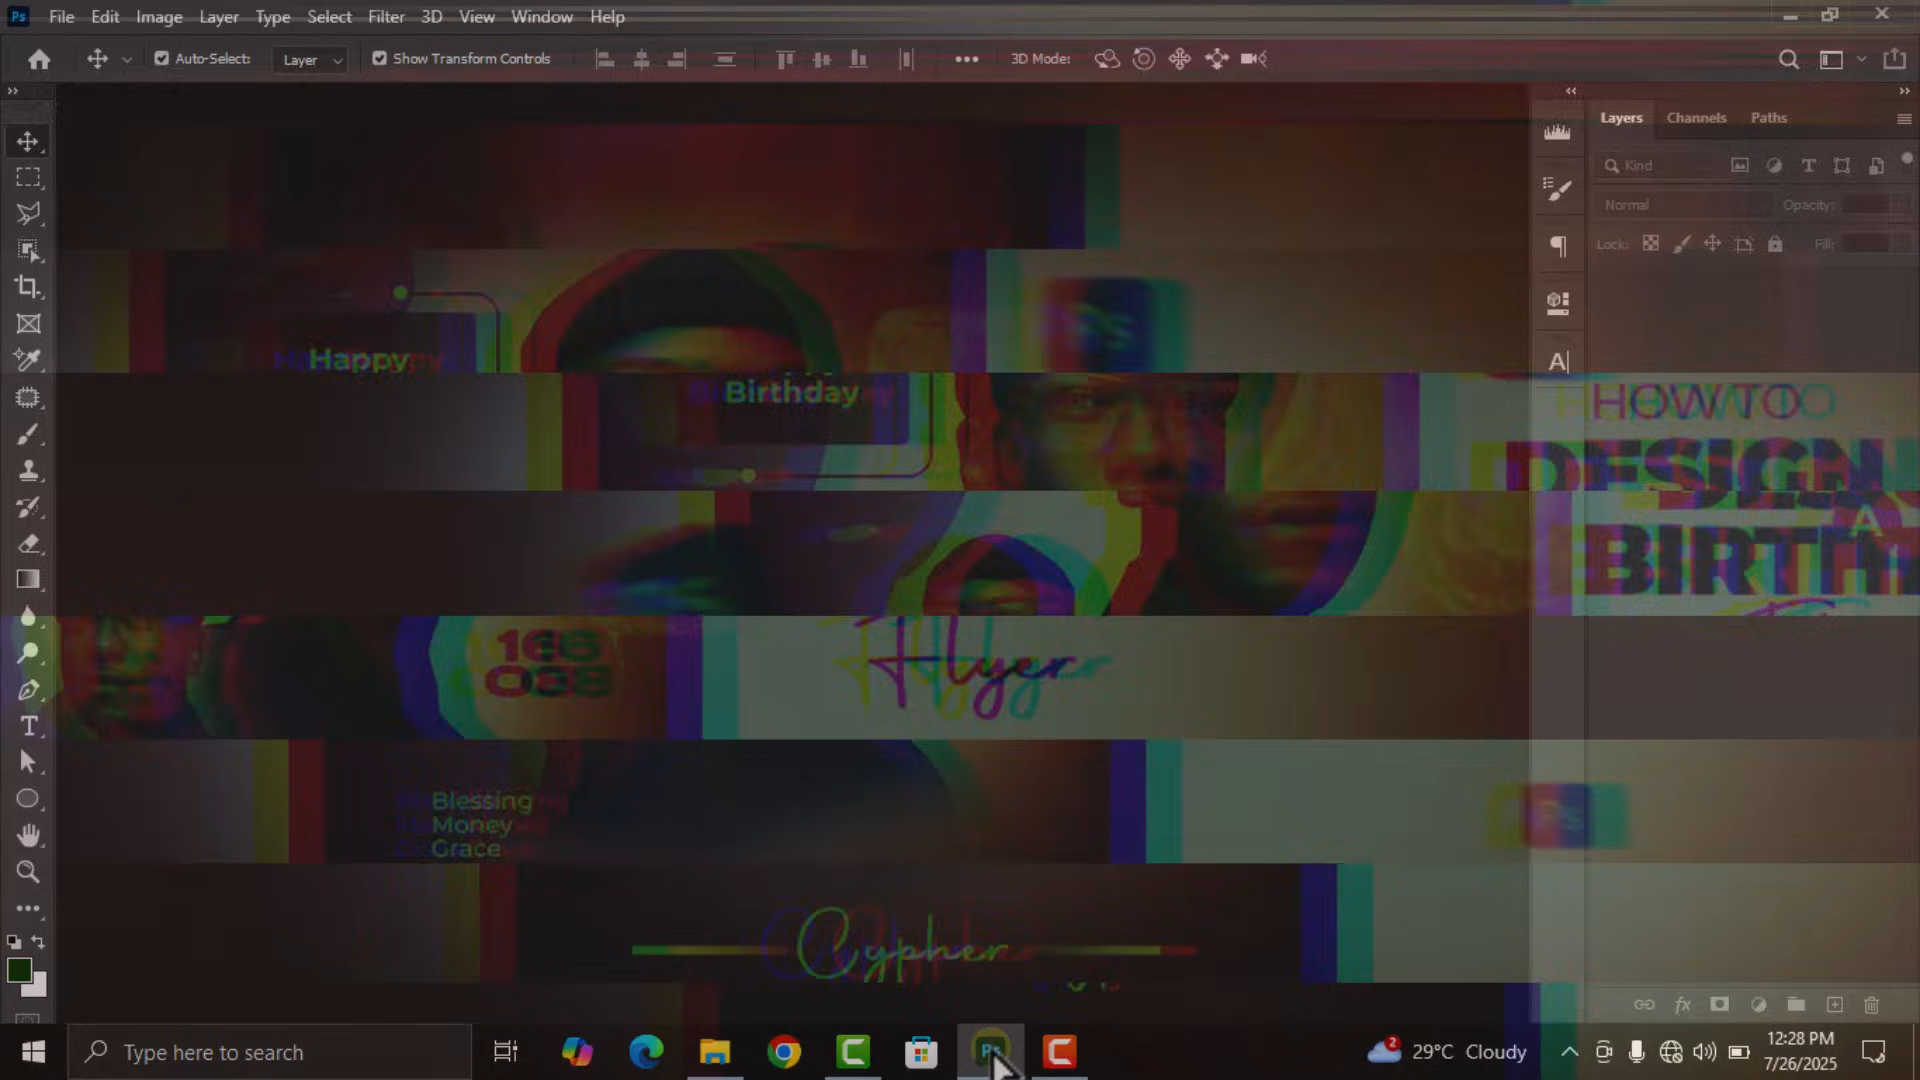 Ps File Edit Image Layer Type Select Filter 3D View Window Help
Auto-Select: Layer Show Transform Controls 3D Mode:
Layers Channels Paths
Kind
Normal Opacity:
Lock: Fill:
Happy
Birthday
HOW TO
DESIGN
A
BIRTH
Flyer
Blessing
Money
Grace
Cypher
Type here to search
Ps
2
29°C Cloudy
12:28 PM
7/26/2025